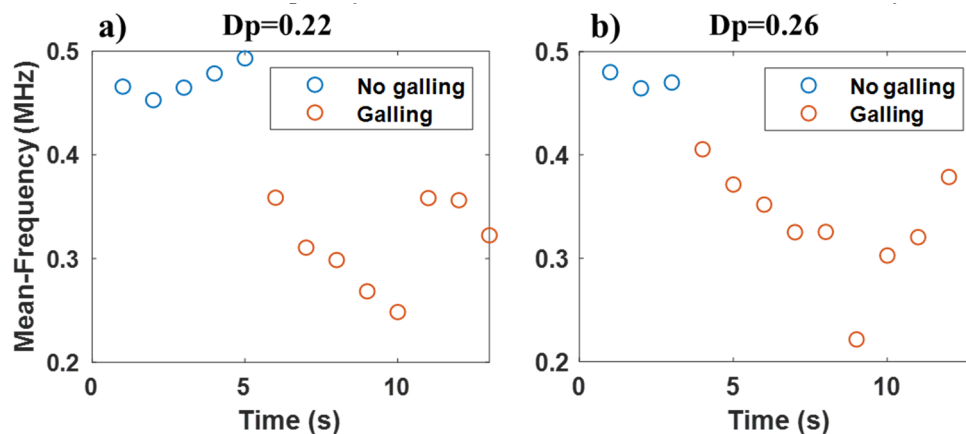 a) Dp=0.22
0.5
0.4
0.3
0.2
Mean-Frequency (MHz)
No galling
Galling
0 5 10
Time (s)
b) Dp=0.26
0.5
0.4
0.3
0.2
No galling
Galling
0 5 10
Time (s)